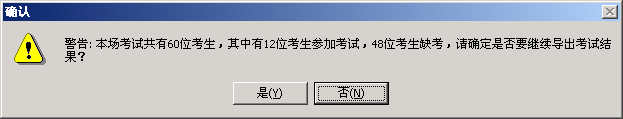 确认
警告: 本场考试共有60位考生，其中有12位考生参加考试，48位考生缺考，请确定是否要继续导出考试结
果？
是(Y)
否(N)